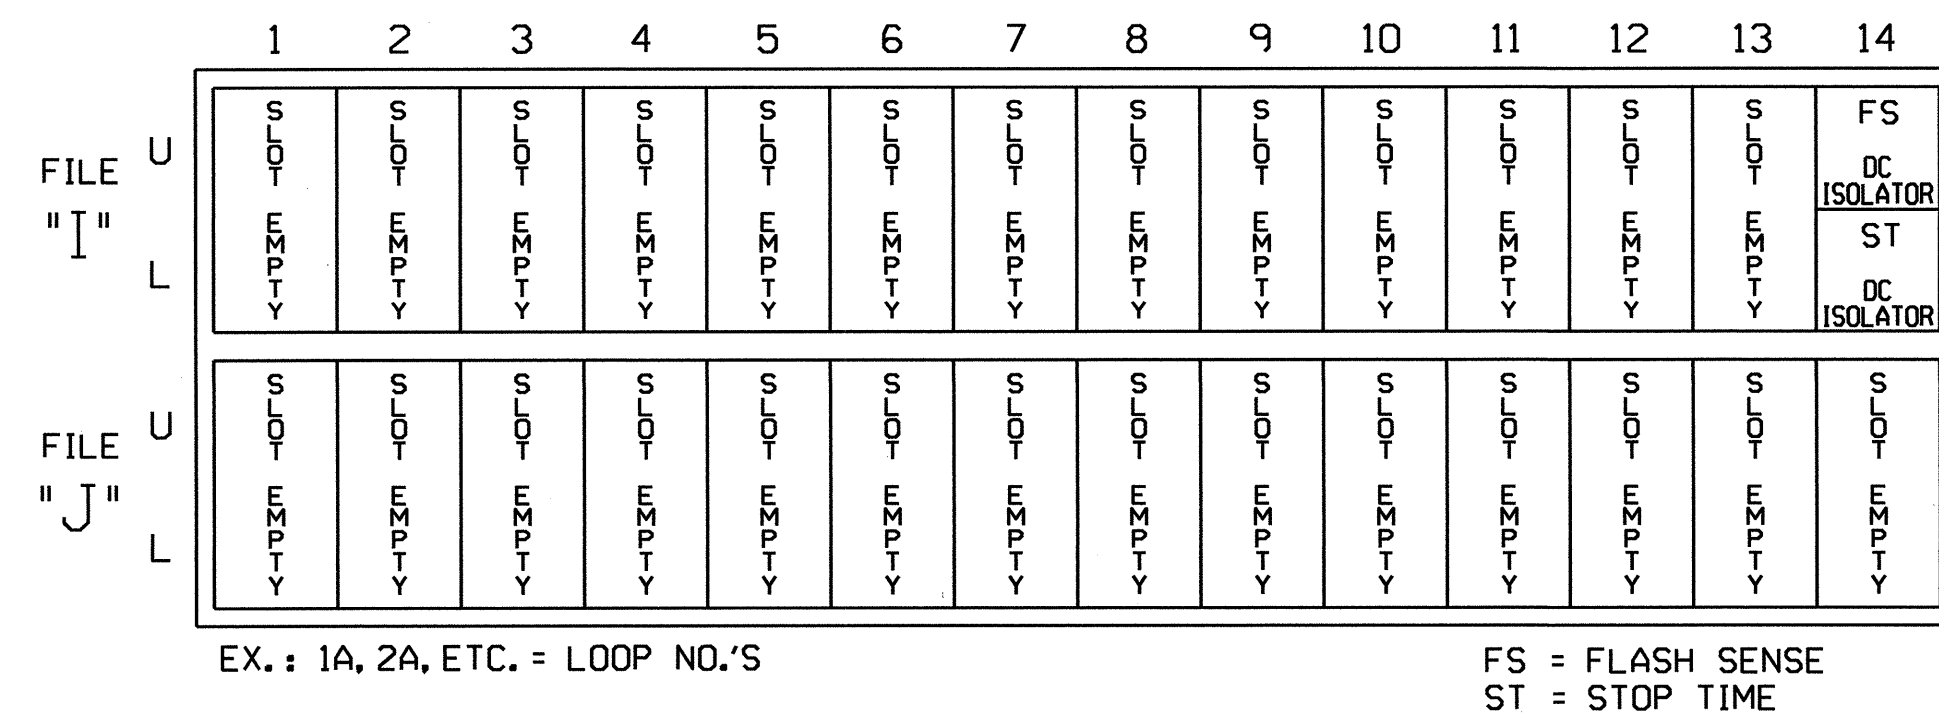 1 2 3 4 5 6 7 8 9 10 11 12 13 14
FILE "I"
U
L
SLOT EMPTY
SLOT EMPTY
SLOT EMPTY
SLOT EMPTY
SLOT EMPTY
SLOT EMPTY
SLOT EMPTY
SLOT EMPTY
SLOT EMPTY
SLOT EMPTY
SLOT EMPTY
SLOT EMPTY
SLOT EMPTY
FS
DC
ISOLATOR
ST
DC
ISOLATOR
FILE "J"
U
L
SLOT EMPTY
SLOT EMPTY
SLOT EMPTY
SLOT EMPTY
SLOT EMPTY
SLOT EMPTY
SLOT EMPTY
SLOT EMPTY
SLOT EMPTY
SLOT EMPTY
SLOT EMPTY
SLOT EMPTY
SLOT EMPTY
SLOT EMPTY
EX.: 1A, 2A, ETC. = LOOP NO.'S
FS = FLASH SENSE
ST = STOP TIME